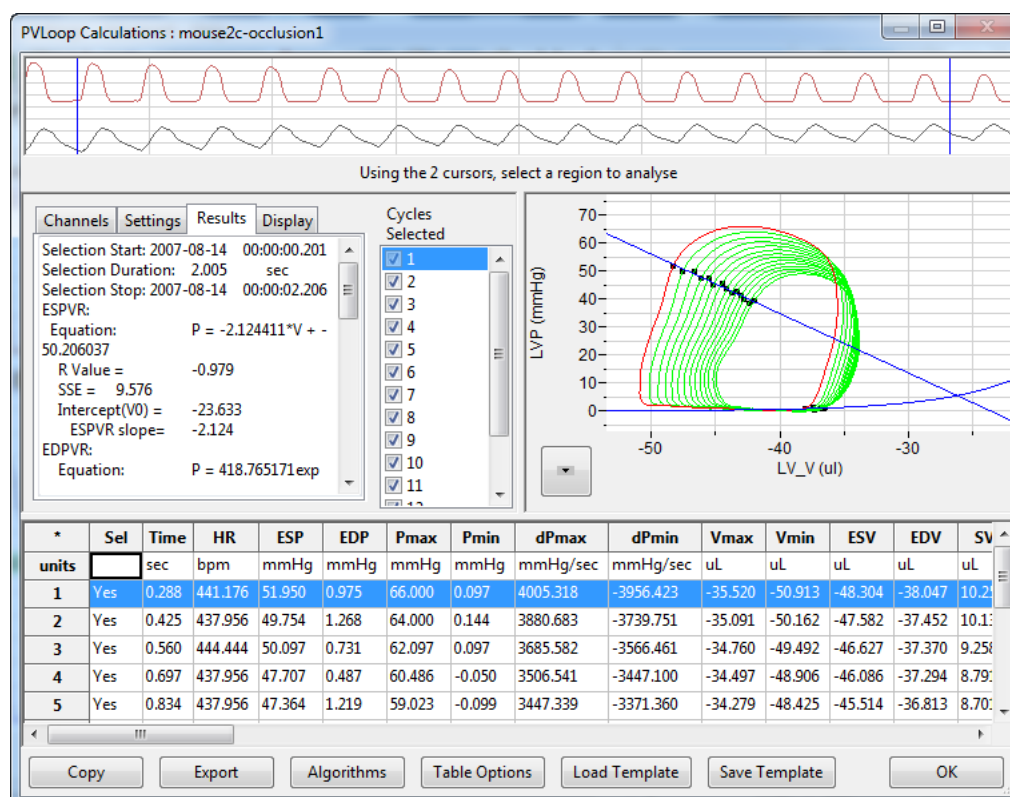 PVLoop Calculations : mouse2c-occlusion1
Using the 2 cursors, select a region to analyse
Channels Settings Results Display
Selection Start: 2007-08-14 00:00:00.201
Selection Duration: 2.005 sec
Selection Stop: 2007-08-14 00:00:02.206
ESPVR:
Equation: P = -2.124411*V + -
50.206037
R Value = -0.979
SSE = 9.576
Intercept(V0) = -23.633
ESPVR slope= -2.124
EDPVR:
Equation: P = 418.765171exp
Cycles
Selected
1
2
3
4
5
6
7
8
9
10
11
70
60
50
40
30
20
10
0
LVP (mmHg)
-50 -40 -30
LV_V (ul)
* Sel Time HR ESP EDP Pmax Pmin dPmax dPmin Vmax Vmin ESV EDV SV
units sec bpm mmHg mmHg mmHg mmHg mmHg/sec mmHg/sec uL uL uL uL uL
1 Yes 0.288 441.176 51.950 0.975 66.000 0.097 4005.318 -3956.423 -35.520 -50.913 -48.304 -38.047 10.25
2 Yes 0.425 437.956 49.754 1.268 64.000 0.144 3880.683 -3739.751 -35.091 -50.162 -47.582 -37.452 10.13
3 Yes 0.560 444.444 50.097 0.731 62.097 0.097 3685.582 -3566.461 -34.760 -49.492 -46.627 -37.370 9.258
4 Yes 0.697 437.956 47.707 0.487 60.486 -0.050 3506.541 -3447.100 -34.497 -48.906 -46.086 -37.294 8.791
5 Yes 0.834 437.956 47.364 1.219 59.023 -0.099 3447.339 -3371.360 -34.279 -48.425 -45.514 -36.813 8.701
Copy Export Algorithms Table Options Load Template Save Template OK